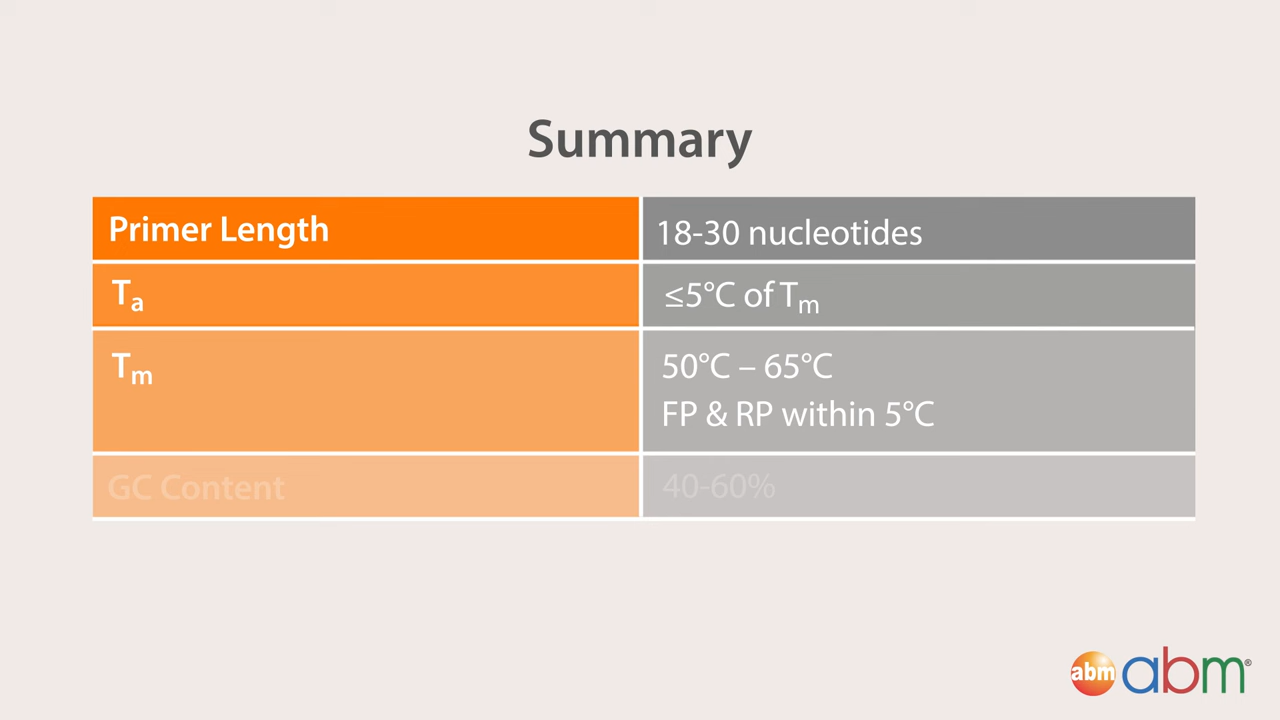 Summary
Primer Length
18-30 nucleotides
Ta
≤5°C of Tm
Tm
50°C – 65°C
FP & RP within 5°C
GC Content
40-60%
abm abm®